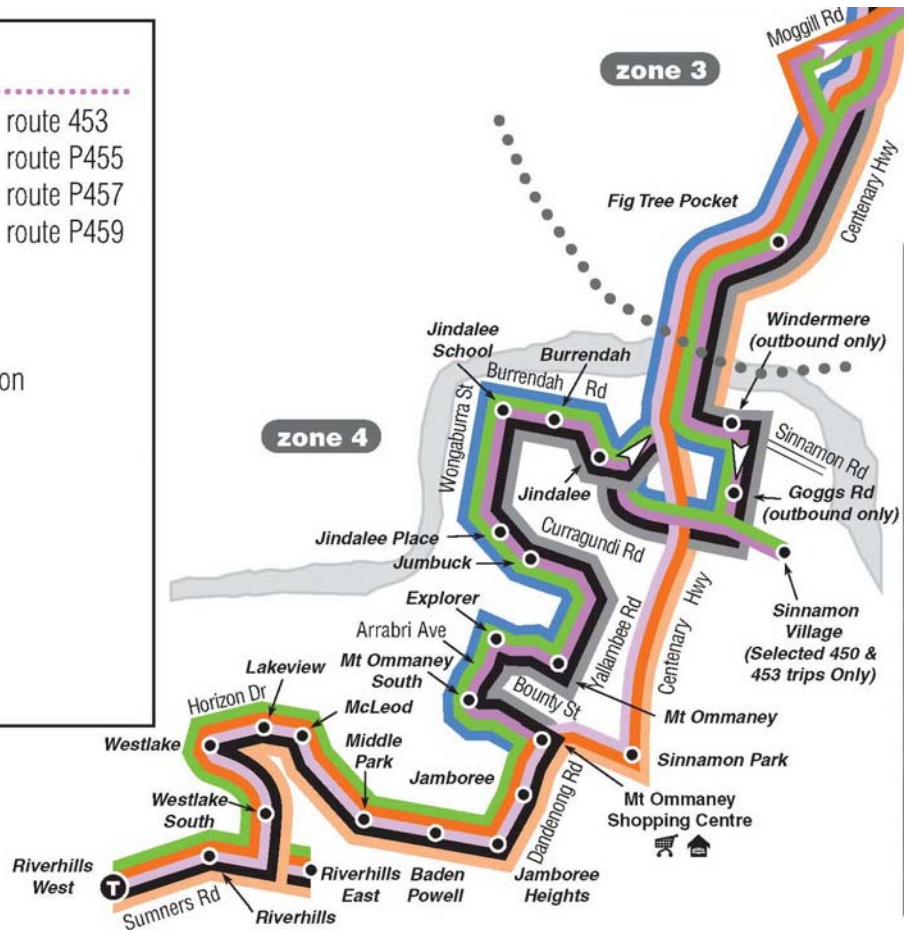 route 453
route P455
route P457
route P459
on
zone 3
Moggill Rd
Centenary Hwy
Fig Tree Pocket
Windermere
(outbound only)
Jindalee
School
Burrendah
Burrendah Rd
Wongaburra St
zone 4
Sinnamon Rd
Jindalee
Goggs Rd
(outbound only)
Curragundi Rd
Jindalee Place
Jumbuck
Explorer
Arrabri Ave
Yallambee Rd
Centenary Hwy
Sinnamon
Village
(Selected 450 &
453 trips Only)
Mt Ommaney
South
Bounty St
Mt Ommaney
Lakeview
Horizon Dr
McLeod
Westlake
Middle
Park
Jamboree
Sinnamon Park
Dandenong Rd
Mt Ommaney
Shopping Centre
Westlake
South
Riverhills
West
T
Sumners Rd
Riverhills
Riverhills
East
Baden
Powell
Jamboree
Heights